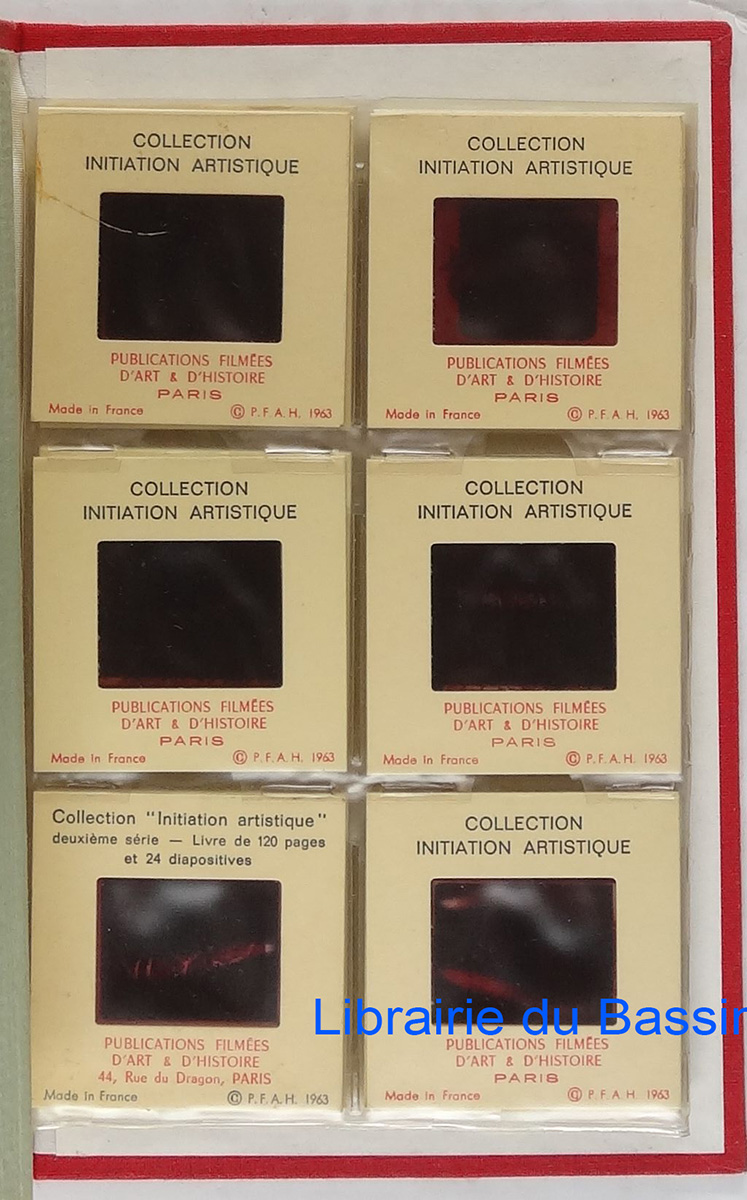 COLLECTION
INITIATION ARTISTIQUE
PUBLICATIONS FILMÉES
D'ART & D'HISTOIRE
PARIS
Made in France © P.F.A.H. 1963
COLLECTION
INITIATION ARTISTIQUE
PUBLICATIONS FILMÉES
D'ART & D'HISTOIRE
PARIS
Made in France © P.F.A.H. 1963
COLLECTION
INITIATION ARTISTIQUE
PUBLICATIONS FILMÉES
D'ART & D'HISTOIRE
PARIS
Made in France © P.F.A.H. 1963
COLLECTION
INITIATION ARTISTIQUE
PUBLICATIONS FILMÉES
D'ART & D'HISTOIRE
PARIS
Made in France © P.F.A.H. 1963
Collection "Initiation artistique"
deuxième série — Livre de 120 pages
et 24 diapositives
PUBLICATIONS FILMÉES
D'ART & D'HISTOIRE
44, Rue du Dragon, PARIS
Made in France © P.F.A.H. 1963
COLLECTION
INITIATION ARTISTIQUE
Librairie du Bassin
PUBLICATIONS FILMÉES
D'ART & D'HISTOIRE
PARIS
Made in France © P.F.A.H. 1963